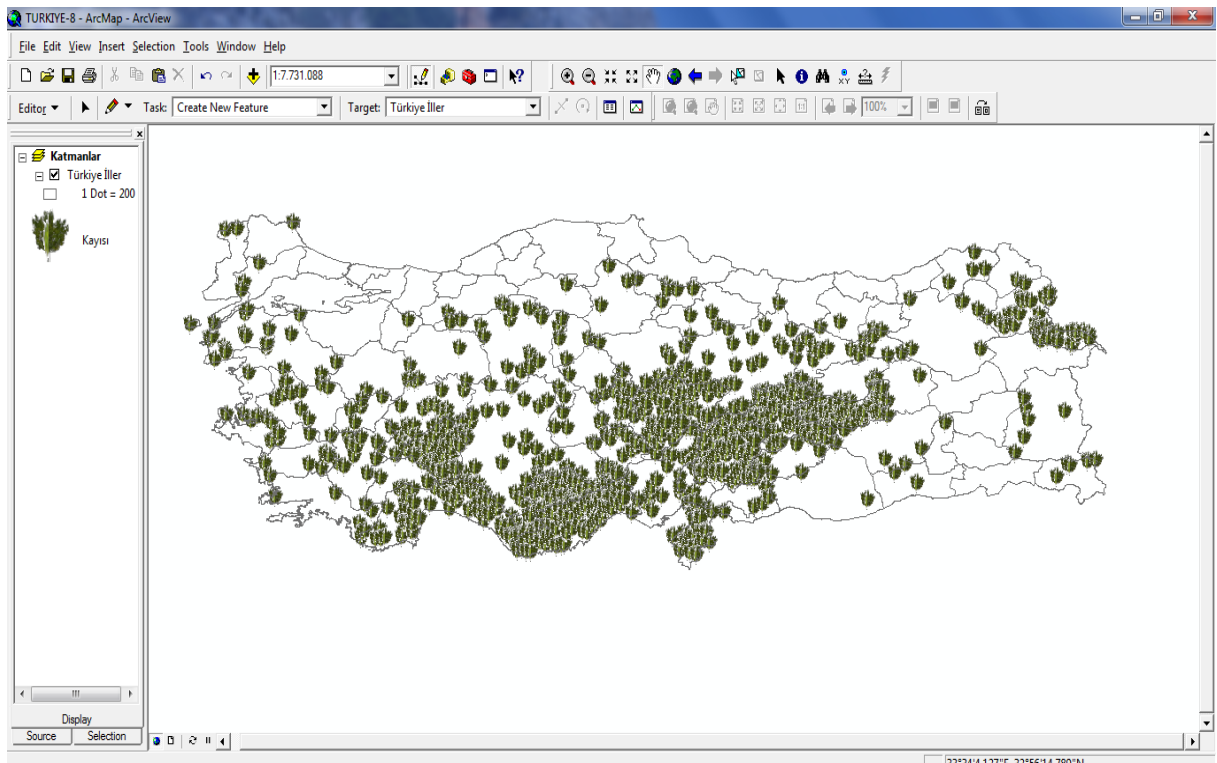 TURKIYE-8 - ArcMap - ArcView
File Edit View Insert Selection Tools Window Help
1:7.731.088
Editor Task: Create New Feature Target: Türkiye İller 100%
Katmanlar
Türkiye İller
1 Dot = 200
Kayısı
Display
Source Selection